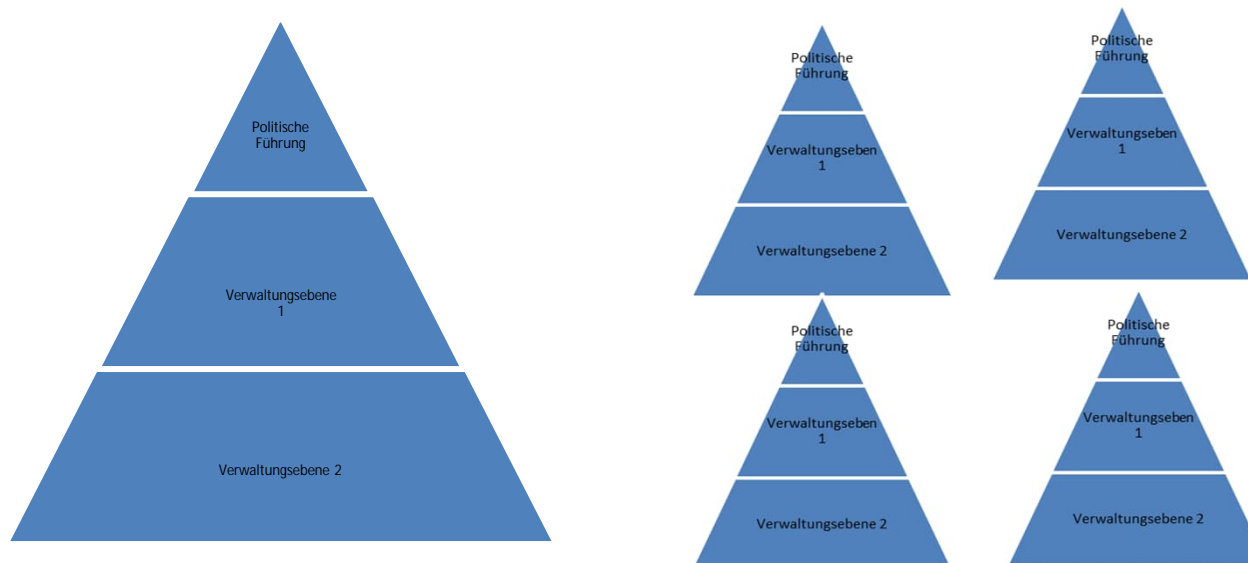 Politische
Führung
Verwaltungsebene
1
Verwaltungsebene 2
Politische
Führung
Verwaltungseben
1
Verwaltungsebene 2
Politische
Führung
Verwaltungseben
1
Verwaltungsebene 2
Politische
Führung
Verwaltungseben
1
Verwaltungsebene 2
Politische
Führung
Verwaltungseben
1
Verwaltungsebene 2